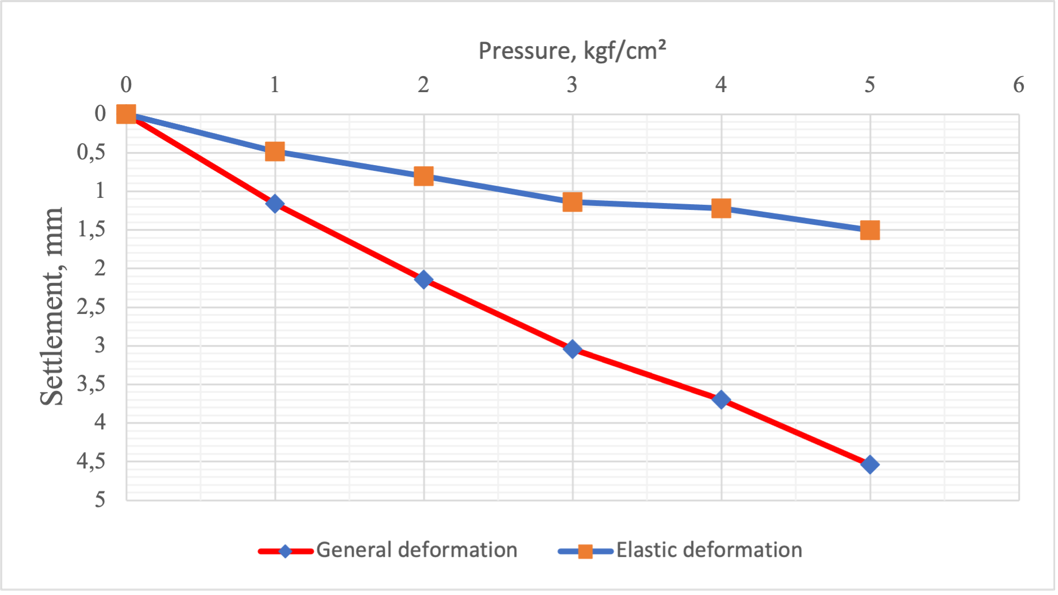 Pressure, kgf/cm²
0 1 2 3 4 5 6
0
0,5
1
1,5
2
2,5
3
3,5
4
4,5
5
Settlement, mm
General deformation Elastic deformation